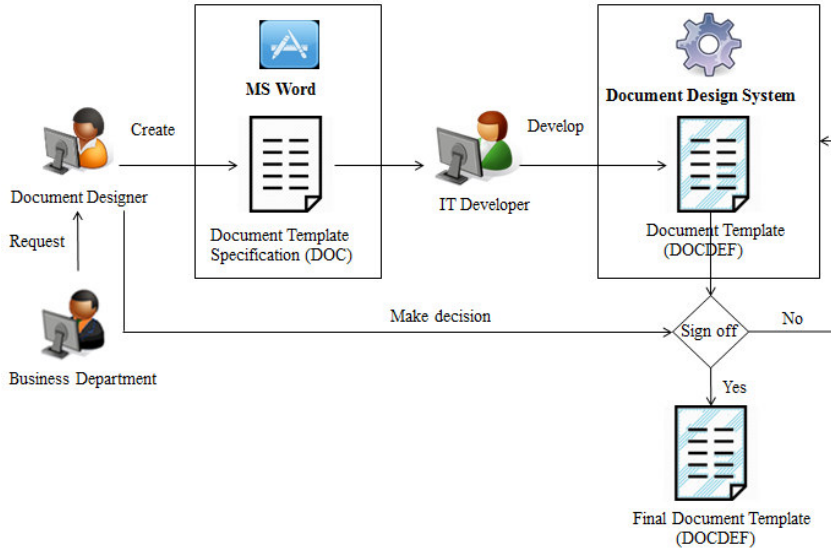 MS Word
Document Design System
Create
Develop
Document Designer
IT Developer
Request
Document Template
Specification (DOC)
Document Template
(DOCDEF)
Make decision
Sign off
No
Business Department
Yes
Final Document Template
(DOCDEF)